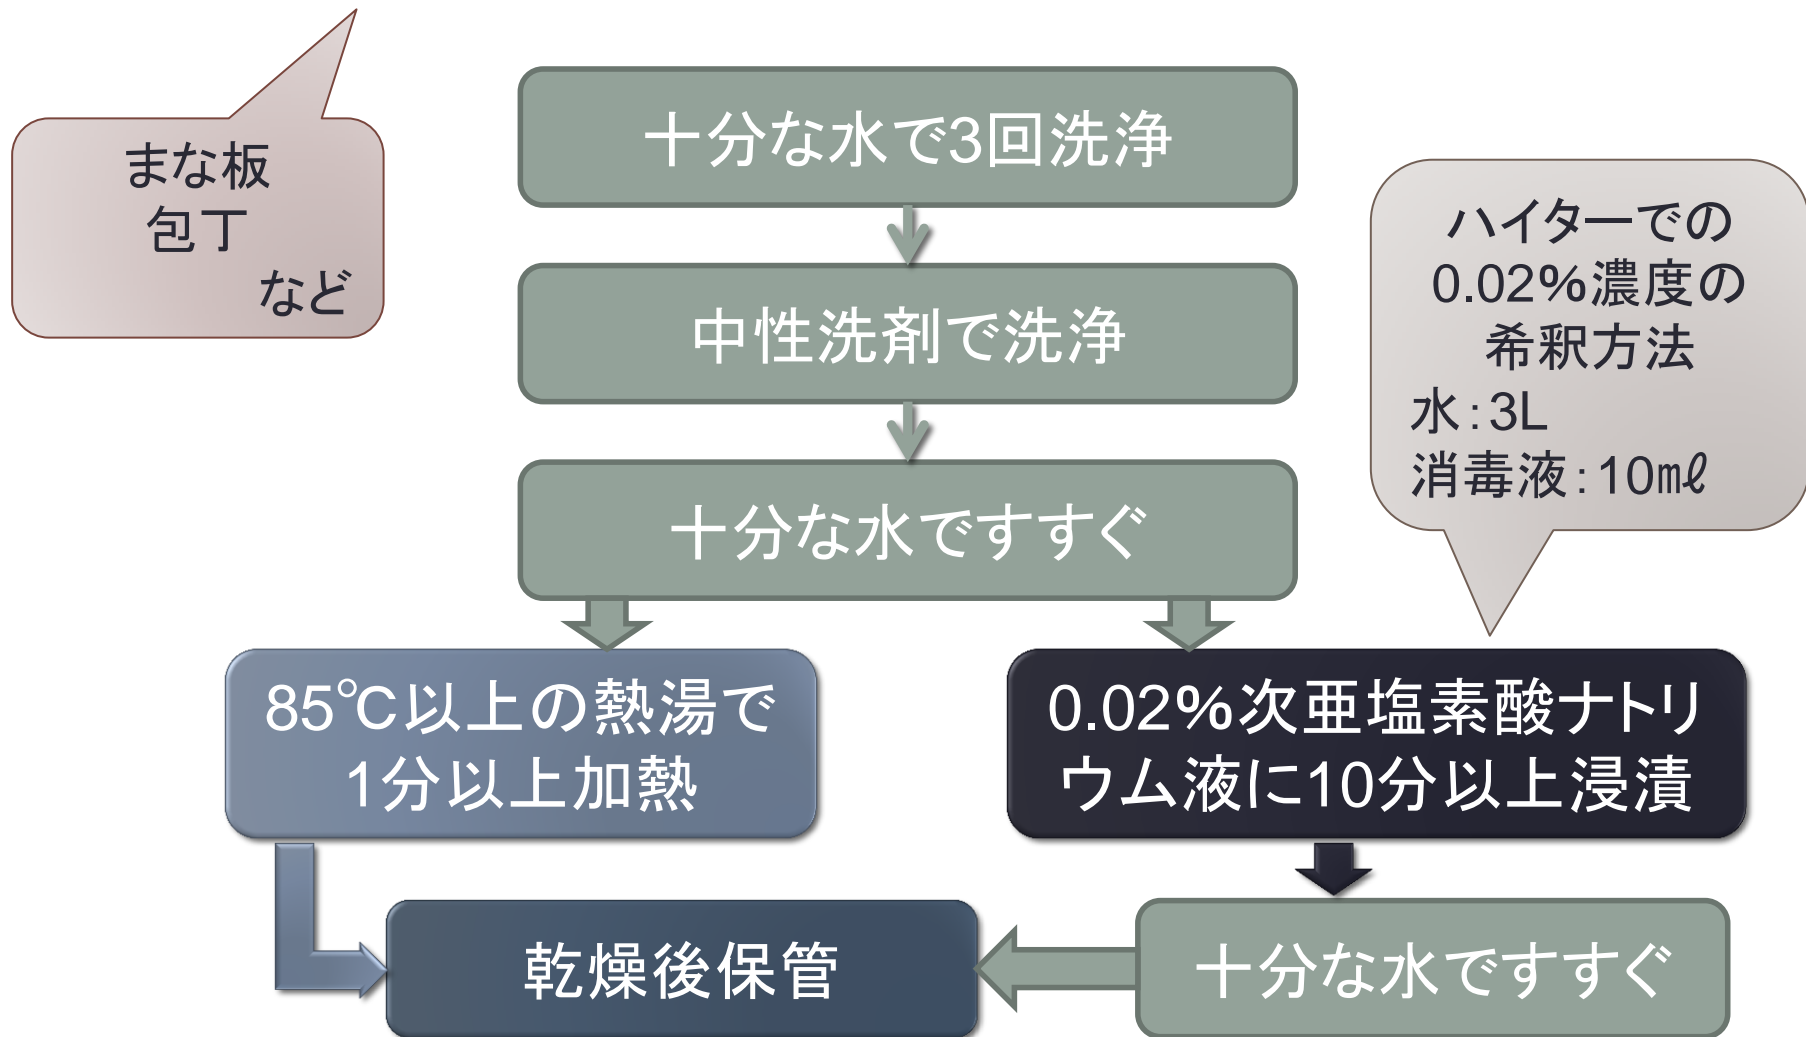 まな板
包丁
など
十分な水で3回洗浄
中性洗剤で洗浄
十分な水ですすぐ
ハイターでの
0.02%濃度の
希釈方法
水:3L
消毒液:10㎖
85℃以上の熱湯で
1分以上加熱
0.02%次亜塩素酸ナトリ
ウム液に10分以上浸漬
乾燥後保管
十分な水ですすぐ